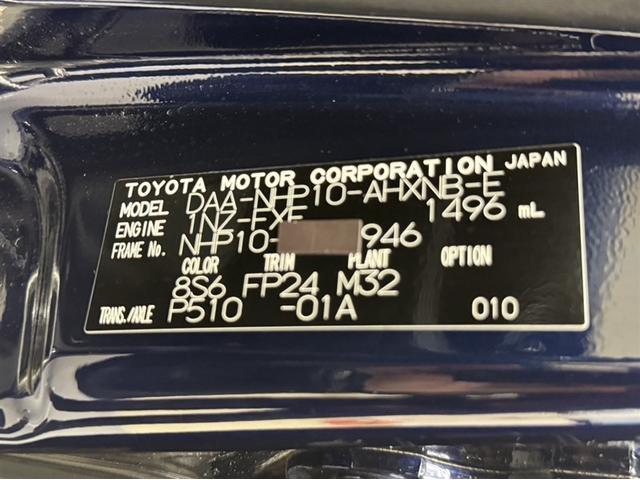 TOYOTA MOTOR CORPORATION JAPAN
MODEL DAA-NHP10-AHXNB-E
ENGINE 1NZ-FXE 1496 mL
FRAME No. NHP10- 946
COLOR TRIM PLANT OPTION
8S6 FP24 M32
TRANS./AXLE P510 -01A 010